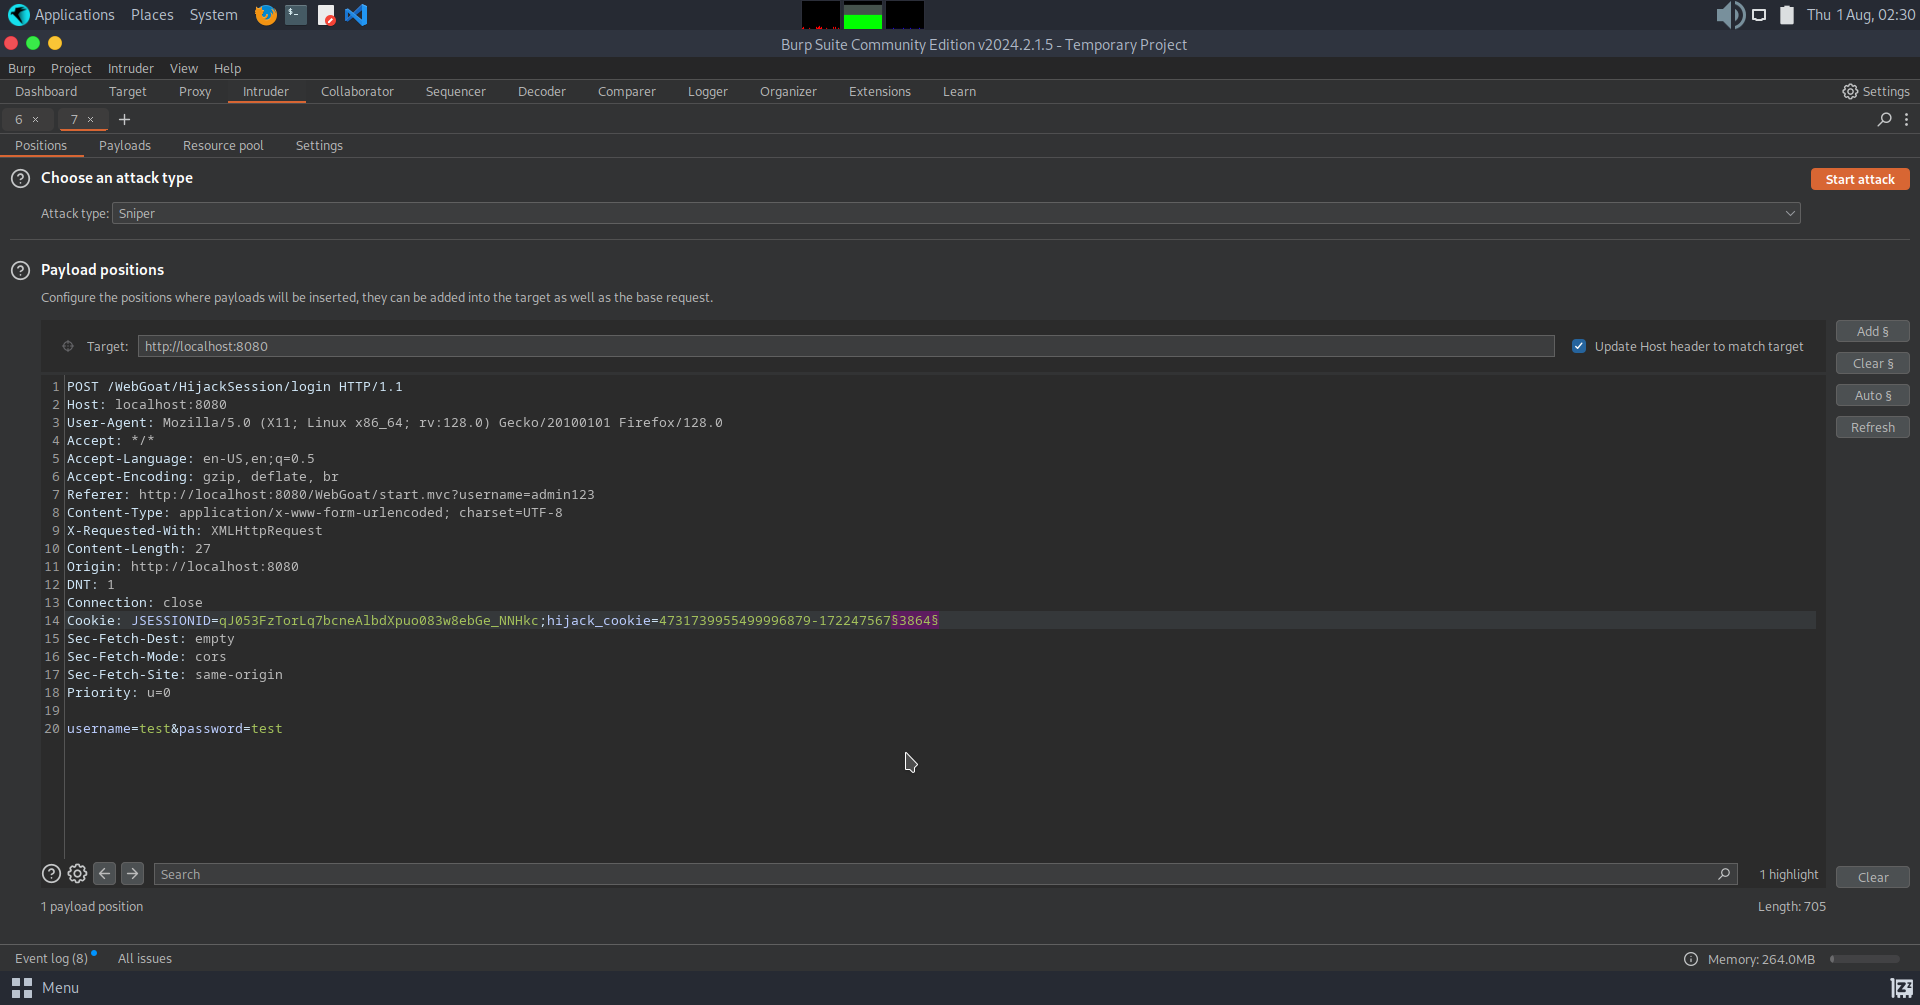 Applications Places System Thu 1 Aug, 02:30
Burp Suite Community Edition v2024.2.1.5 - Temporary Project
Burp Project Intruder View Help
Dashboard Target Proxy Intruder Collaborator Sequencer Decoder Comparer Logger Organizer Extensions Learn Settings
6 × 7 × +
Positions Payloads Resource pool Settings
? Choose an attack type
Start attack
Attack type: Sniper
? Payload positions
Configure the positions where payloads will be inserted, they can be added into the target as well as the base request.
Add §
Target: http://localhost:8080 Update Host header to match target
Clear §
Auto §
Refresh
1 POST /WebGoat/HijackSession/login HTTP/1.1
2 Host: localhost:8080
3 User-Agent: Mozilla/5.0 (X11; Linux x86_64; rv:128.0) Gecko/20100101 Firefox/128.0
4 Accept: */*
5 Accept-Language: en-US,en;q=0.5
6 Accept-Encoding: gzip, deflate, br
7 Referer: http://localhost:8080/WebGoat/start.mvc?username=admin123
8 Content-Type: application/x-www-form-urlencoded; charset=UTF-8
9 X-Requested-With: XMLHttpRequest
10 Content-Length: 27
11 Origin: http://localhost:8080
12 DNT: 1
13 Connection: close
14 Cookie: JSESSIONID=qJ053FzTorLq7bcneAlbdXpuo083w8ebGe_NNHkc;hijack_cookie=4731739955499996879-172247567§3864§
15 Sec-Fetch-Dest: empty
16 Sec-Fetch-Mode: cors
17 Sec-Fetch-Site: same-origin
18 Priority: u=0
19
20 username=test&password=test
? Search 1 highlight Clear
1 payload position Length: 705
Event log (8) All issues Memory: 264.0MB
Menu